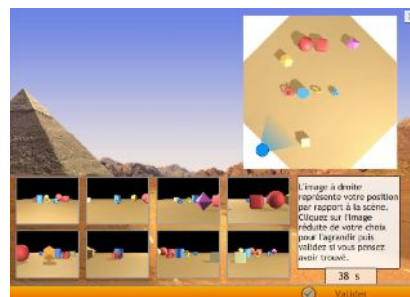 L'image à droite
représente votre position
par rapport à la scène.
Cliquez sur l'image
réduite de votre choix
pour l'agrandir puis
validez si vous pensez
avoir trouvé.
38 s
Valider